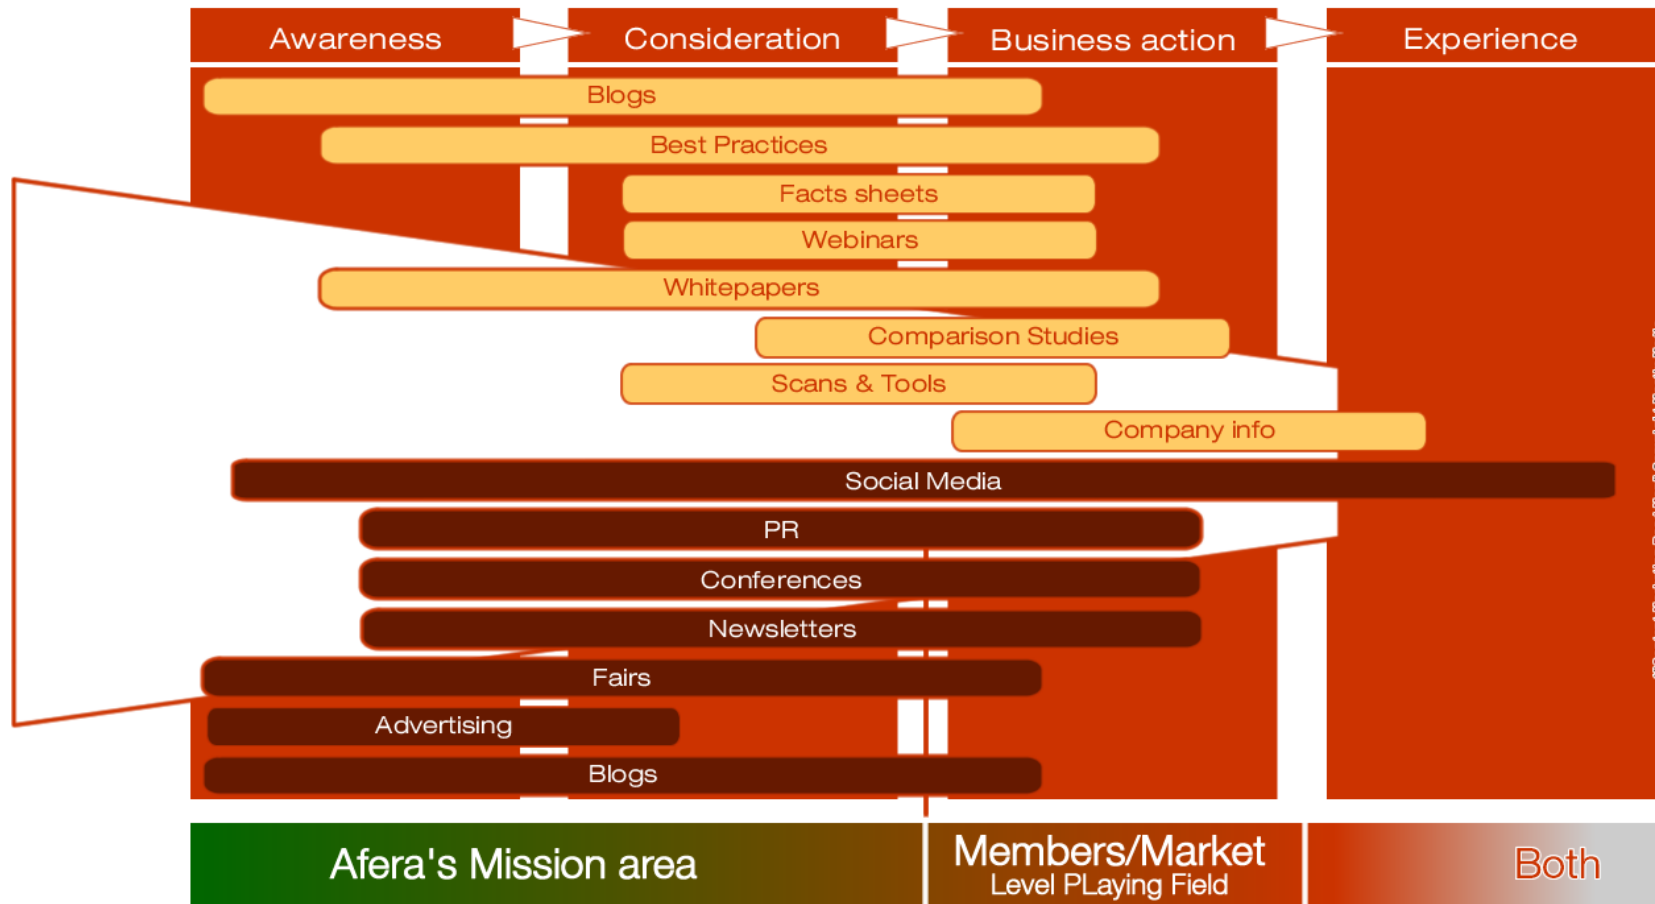 Awareness
Consideration
Business action
Experience
Blogs
Best Practices
Facts sheets
Webinars
Whitepapers
Comparison Studies
Scans & Tools
Company info
Social Media
PR
Conferences
Newsletters
Fairs
Advertising
Blogs
Afera's Mission area
Members/Market
Level PLaying Field
Both